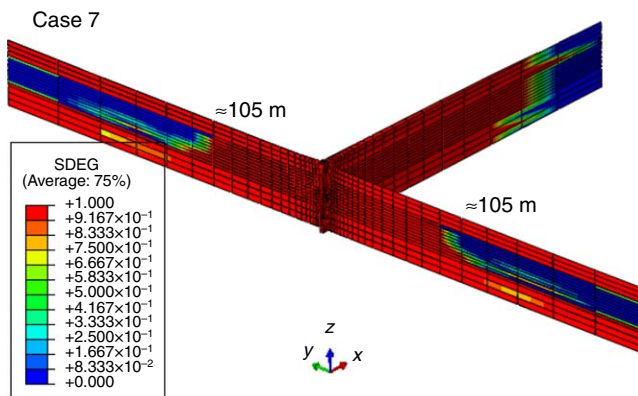 Case 7
≈105 m
SDEG
(Average: 75%)
+1.000
+9.167×10⁻¹
+8.333×10⁻¹
+7.500×10⁻¹
+6.667×10⁻¹
+5.833×10⁻¹
+5.000×10⁻¹
+4.167×10⁻¹
+3.333×10⁻¹
+2.500×10⁻¹
+1.667×10⁻¹
+8.333×10⁻²
+0.000
≈105 m
z
y x